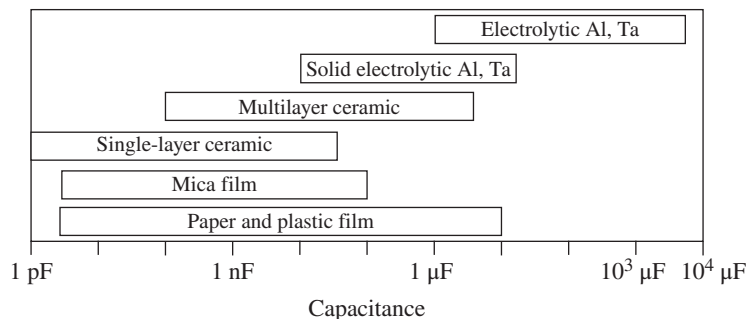 Electrolytic Al, Ta
Solid electrolytic Al, Ta
Multilayer ceramic
Single-layer ceramic
Mica film
Paper and plastic film
1 pF 1 nF 1 μF 10³ μF 10⁴ μF
Capacitance